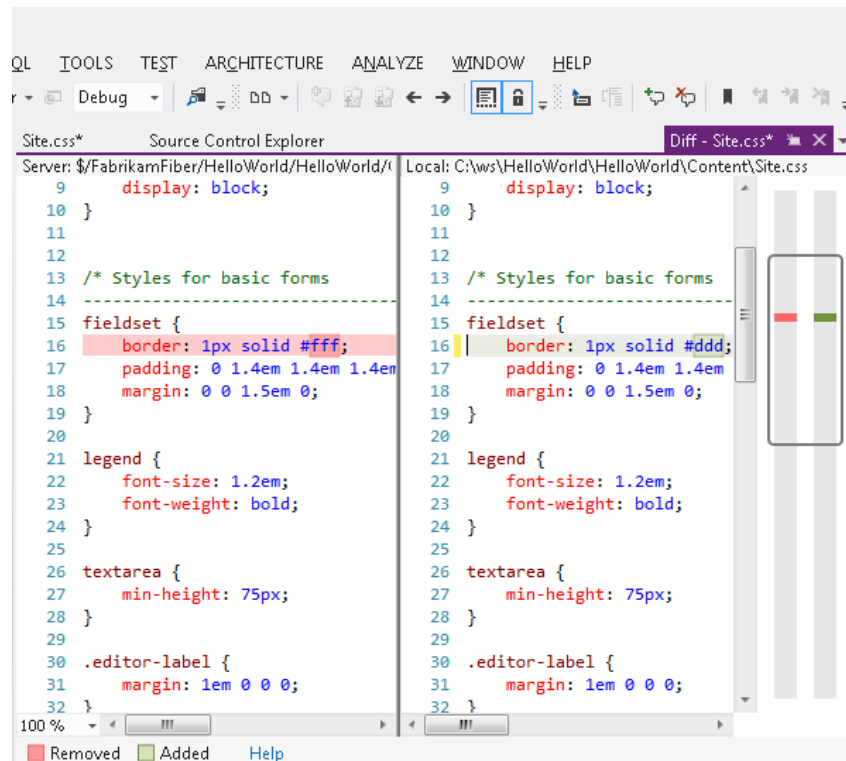 QL TOOLS TEST ARCHITECTURE ANALYZE WINDOW HELP
Debug
Site.css* Source Control Explorer Diff - Site.css*
Server: $/FabrikamFiber/HelloWorld/HelloWorld/ Local: C:\ws\HelloWorld\HelloWorld\Content\Site.css
9 display: block;
10 }
11
12
13 /* Styles for basic forms
14 --------------------------------
15 fieldset {
16 border: 1px solid #fff;
17 padding: 0 1.4em 1.4em 1.4em
18 margin: 0 0 1.5em 0;
19 }
20
21 legend {
22 font-size: 1.2em;
23 font-weight: bold;
24 }
25
26 textarea {
27 min-height: 75px;
28 }
29
30 .editor-label {
31 margin: 1em 0 0 0;
32 }
9 display: block;
10 }
11
12
13 /* Styles for basic forms
14 ---------------------------
15 fieldset {
16 border: 1px solid #ddd;
17 padding: 0 1.4em 1.4em
18 margin: 0 0 1.5em 0;
19 }
20
21 legend {
22 font-size: 1.2em;
23 font-weight: bold;
24 }
25
26 textarea {
27 min-height: 75px;
28 }
29
30 .editor-label {
31 margin: 1em 0 0 0;
32 }
100 %
Removed Added Help